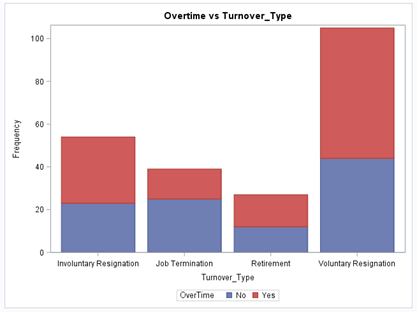 Overtime vs Turnover_Type
Frequency
100
80
60
40
20
0
Involuntary Resignation Job Termination Retirement Voluntary Resignation
Turnover_Type
OverTime No Yes